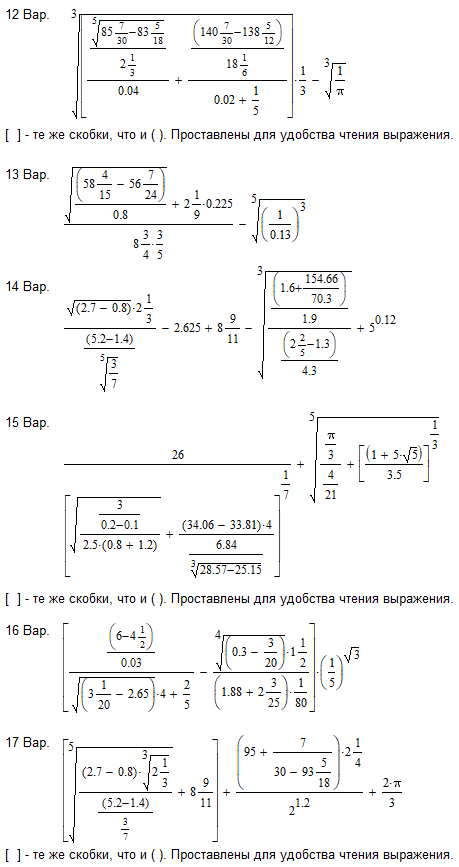 12 Вар. \sqrt[3]{\left[\frac{\frac{\sqrt[5]{85\frac{7}{30}-83\frac{5}{18}}}{2\frac{1}{3}}}{0.04}+\frac{\frac{\left(140\frac{7}{30}-138\frac{5}{12}\right)}{18\frac{1}{6}}}{0.02+\frac{1}{5}}\right]\cdot\frac{1}{3}}-\sqrt[3]{\frac{1}{\pi}}
[ ] - те же скобки, что и ( ). Проставлены для удобства чтения выражения.
13 Вар. \frac{\sqrt{\frac{\left(58\frac{4}{15}-56\frac{7}{24}\right)}{0.8}}+2\frac{1}{9}\cdot0.225}{8\frac{3}{4}\cdot\frac{3}{5}}-\sqrt[5]{\left(\frac{1}{0.13}\right)^{3}}
14 Вар. \frac{\sqrt{(2.7-0.8)}\cdot2\frac{1}{3}}{\frac{(5.2-1.4)}{\sqrt[5]{\frac{3}{7}}}}-2.625+8\frac{9}{11}-\sqrt[3]{\frac{\frac{\left(1.6+\frac{154.66}{70.3}\right)}{1.9}}{\frac{\left(2\frac{2}{5}-1.3\right)}{4.3}}}+5^{0.12}
15 Вар. \frac{26}{\left[\sqrt{\frac{\frac{3}{0.2-0.1}}{2.5\cdot(0.8+1.2)}}+\frac{(34.06-33.81)\cdot4}{\frac{6.84}{\sqrt[3]{28.57-25.15}}}\right]^{\frac{1}{7}}}+\sqrt[5]{\frac{\frac{\pi}{3}}{\frac{4}{21}}+\left[\frac{(1+5\cdot\sqrt{5})}{3.5}\right]^{\frac{1}{3}}}
[ ] - те же скобки, что и ( ). Проставлены для удобства чтения выражения.
16 Вар. \left[\frac{\frac{\left(6-4\frac{1}{2}\right)}{0.03}}{\sqrt{\left(3\frac{1}{20}-2.65\right)}\cdot4+\frac{2}{5}}-\frac{\sqrt[4]{\left(0.3-\frac{3}{20}\right)}\cdot1\frac{1}{2}}{\left(1.88+2\frac{3}{25}\right)\cdot\frac{1}{80}}\right]\cdot\left(\frac{1}{5}\right)^{\sqrt{3}}
17 Вар. \left[\sqrt[5]{\frac{(2.7-0.8)\cdot\sqrt[3]{2\frac{1}{3}}}{\frac{(5.2-1.4)}{\frac{3}{7}}}}+8\frac{9}{11}\right]+\frac{\left(95+\frac{7}{30-93\frac{5}{18}}\right)\cdot2\frac{1}{4}}{2^{1.2}}+\frac{2\cdot\pi}{3}
[ ] - те же скобки, что и ( ). Проставлены для удобства чтения выражения.